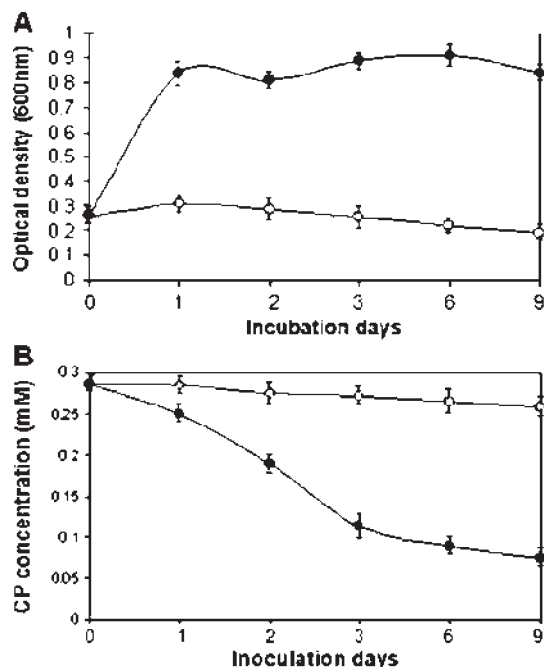 A
Optical density (600nm)
1
0.9
0.8
0.7
0.6
0.5
0.4
0.3
0.2
0.1
0
0 1 2 3 6 9
Incubation days
B
CP concentration (mM)
0.3
0.25
0.2
0.15
0.1
0.05
0
0 1 2 3 6 9
Inoculation days